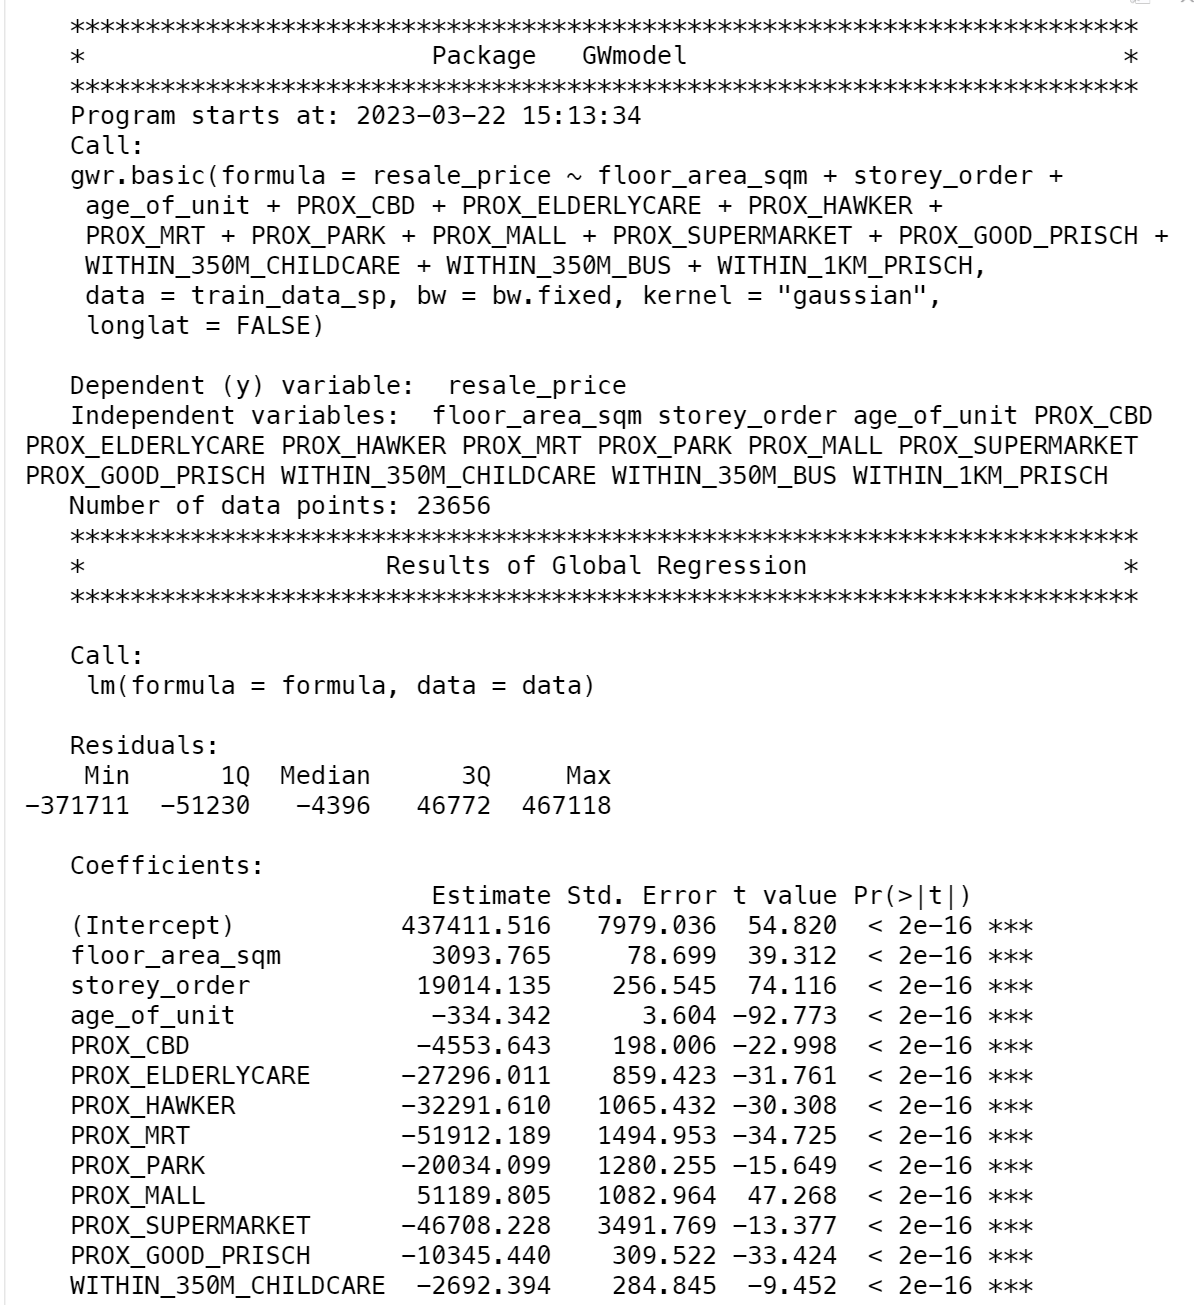 ***********************************************************************
*                       Package   GWmodel                             *
***********************************************************************
Program starts at: 2023-03-22 15:13:34
Call:
gwr.basic(formula = resale_price ~ floor_area_sqm + storey_order +
 age_of_unit + PROX_CBD + PROX_ELDERLYCARE + PROX_HAWKER +
 PROX_MRT + PROX_PARK + PROX_MALL + PROX_SUPERMARKET + PROX_GOOD_PRISCH +
 WITHIN_350M_CHILDCARE + WITHIN_350M_BUS + WITHIN_1KM_PRISCH,
 data = train_data_sp, bw = bw.fixed, kernel = "gaussian",
 longlat = FALSE)

Dependent (y) variable:  resale_price
Independent variables:  floor_area_sqm storey_order age_of_unit PROX_CBD
PROX_ELDERLYCARE PROX_HAWKER PROX_MRT PROX_PARK PROX_MALL PROX_SUPERMARKET
PROX_GOOD_PRISCH WITHIN_350M_CHILDCARE WITHIN_350M_BUS WITHIN_1KM_PRISCH
Number of data points: 23656
***********************************************************************
*                    Results of Global Regression                     *
***********************************************************************

Call:
 lm(formula = formula, data = data)

Residuals:
    Min      1Q  Median      3Q     Max
−371711  −51230   −4396   46772  467118

Coefficients:
                        Estimate Std. Error t value Pr(>|t|)
(Intercept)           437411.516   7979.036  54.820  < 2e−16 ***
floor_area_sqm          3093.765     78.699  39.312  < 2e−16 ***
storey_order           19014.135    256.545  74.116  < 2e−16 ***
age_of_unit             −334.342      3.604 −92.773  < 2e−16 ***
PROX_CBD               −4553.643    198.006 −22.998  < 2e−16 ***
PROX_ELDERLYCARE      −27296.011    859.423 −31.761  < 2e−16 ***
PROX_HAWKER           −32291.610   1065.432 −30.308  < 2e−16 ***
PROX_MRT              −51912.189   1494.953 −34.725  < 2e−16 ***
PROX_PARK             −20034.099   1280.255 −15.649  < 2e−16 ***
PROX_MALL              51189.805   1082.964  47.268  < 2e−16 ***
PROX_SUPERMARKET      −46708.228   3491.769 −13.377  < 2e−16 ***
PROX_GOOD_PRISCH      −10345.440    309.522 −33.424  < 2e−16 ***
WITHIN_350M_CHILDCARE  −2692.394    284.845  −9.452  < 2e−16 ***